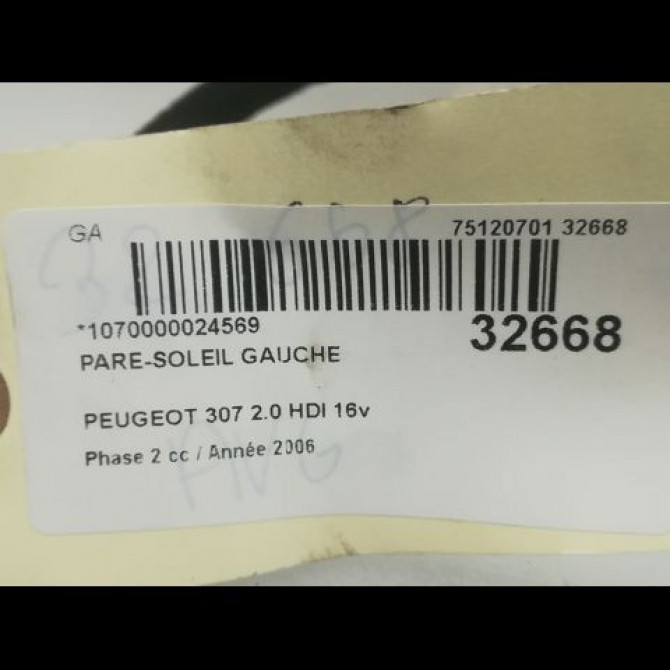 GA 75120701 32668
*1070000024569 32668
PARE-SOLEIL GAUCHE
PEUGEOT 307 2.0 HDI 16v
Phase 2 cc / Année 2006